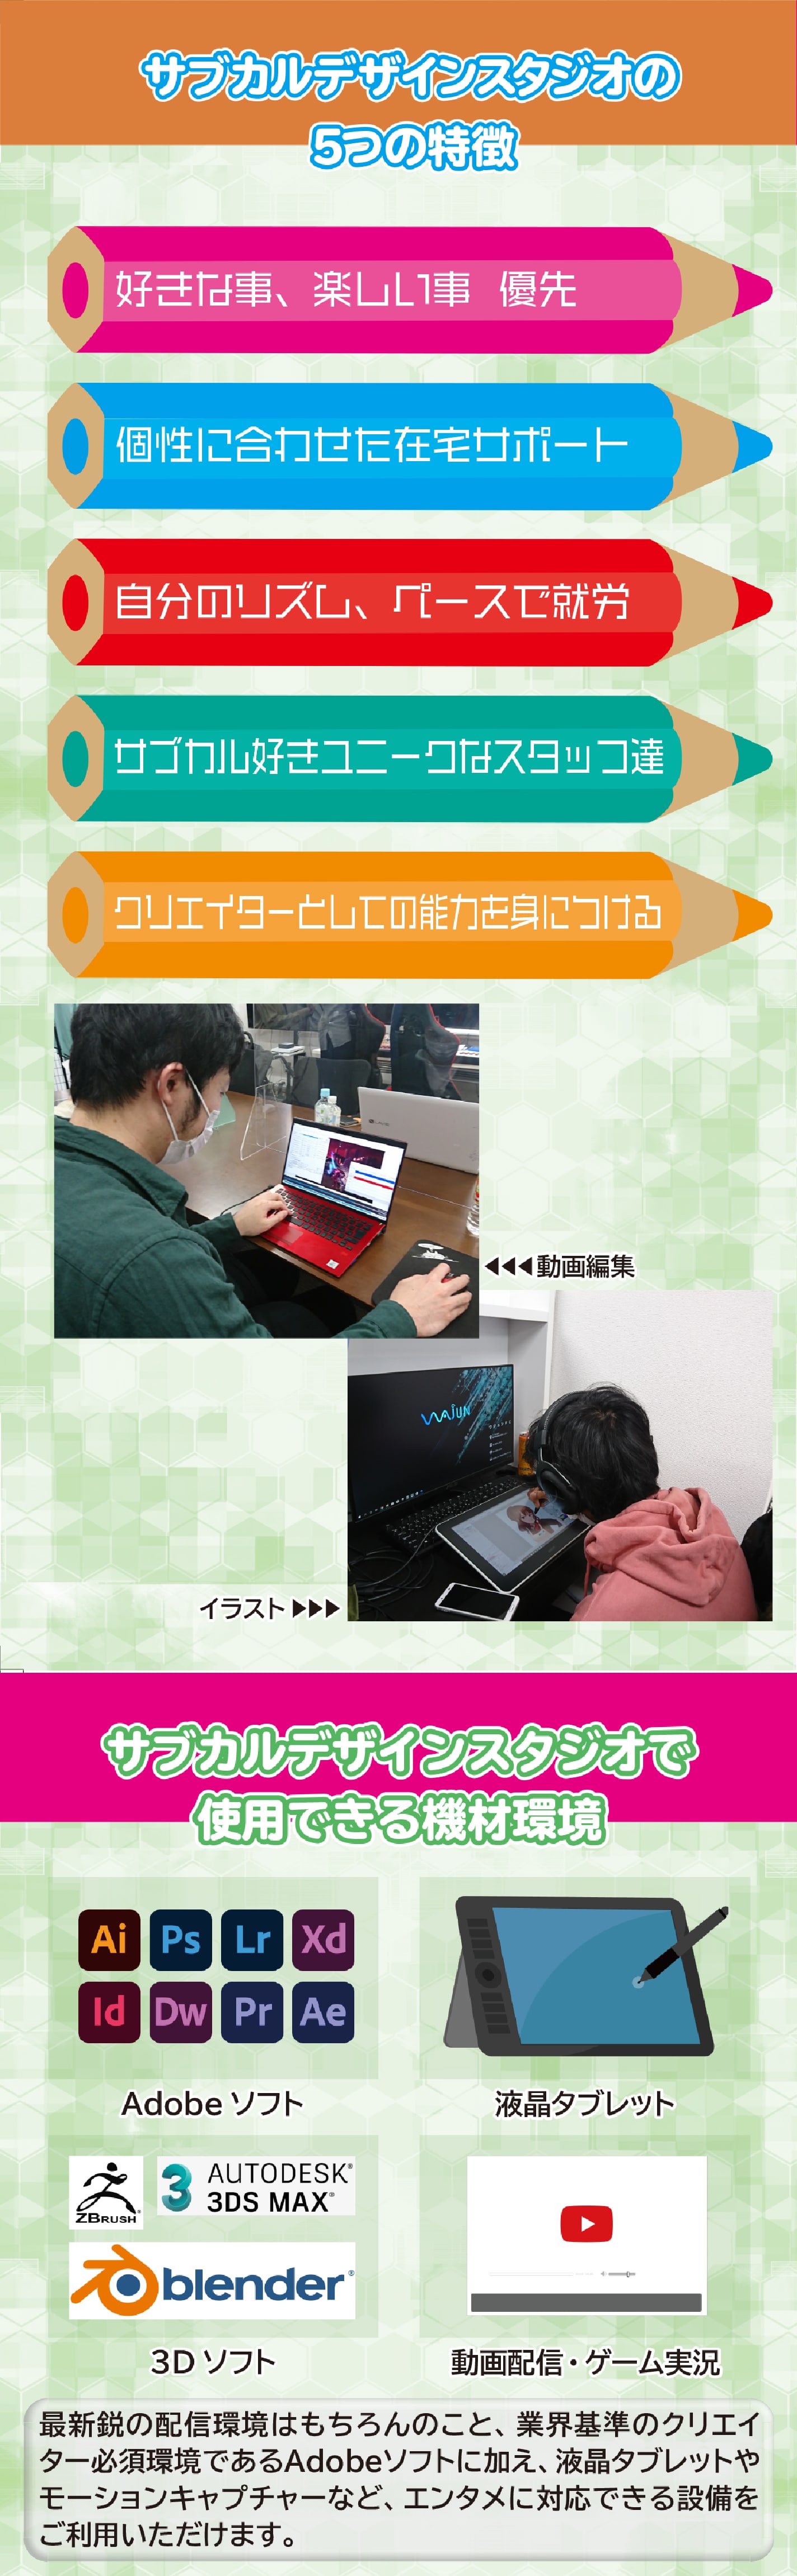 サブカルデザインスタジオの
5つの特徴
好きな事、楽しい事 優先
個性に合わせた在宅サポート
自分のリズム、ペースで就労
サブカル好きユニークなスタッフ達
クリエイターとしての能力を身につける
◀◀◀動画編集
WAJUN
イラスト▶▶▶
サブカルデザインスタジオで
使用できる機材環境
Ai Ps Lr Xd
Id Dw Pr Ae
Adobe ソフト
液晶タブレット
ZBRUSH
3 AUTODESK®
3DS MAX®
blender®
3D ソフト
動画配信・ゲーム実況
最新鋭の配信環境はもちろんのこと、業界基準のクリエイ
ター必須環境であるAdobeソフトに加え、液晶タブレットや
モーションキャプチャーなど、エンタメに対応できる設備を
ご利用いただけます。